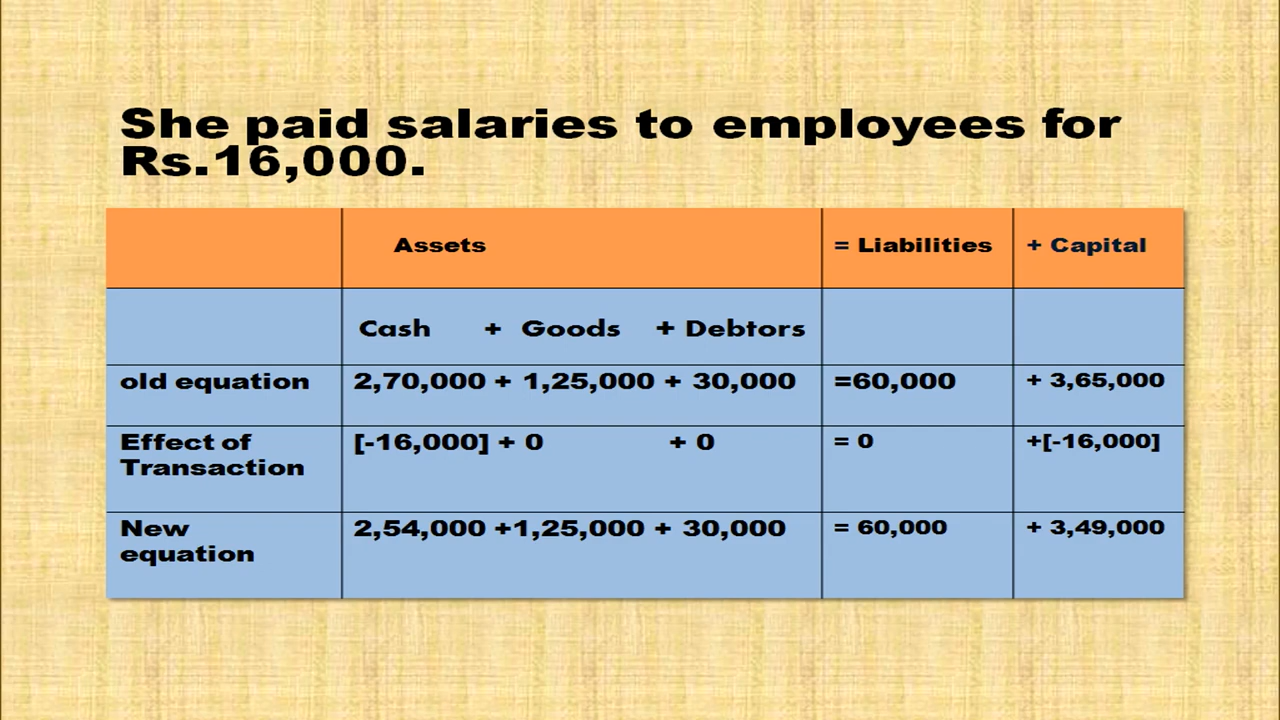 She paid salaries to employees for
Rs.16,000.
Assets = Liabilities + Capital
Cash + Goods + Debtors
old equation 2,70,000 + 1,25,000 + 30,000 =60,000 + 3,65,000
Effect of [-16,000] + 0 + 0 = 0 +[-16,000]
Transaction
New 2,54,000 +1,25,000 + 30,000 = 60,000 + 3,49,000
equation